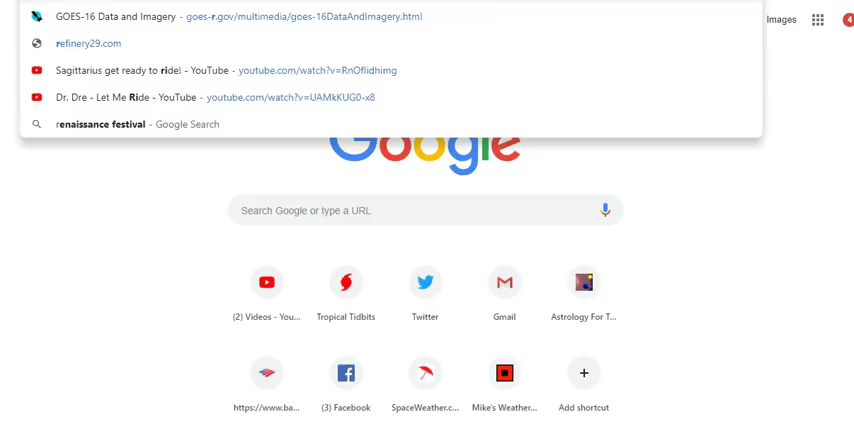 GOES-16 Data and Imagery - goes-r.gov/multimedia/goes-16DataAndImagery.html
Images
4
refinery29.com
Sagittarius get ready to ride! - YouTube - youtube.com/watch?v=RnOflidhimg
Dr. Dre - Let Me Ride - YouTube - youtube.com/watch?v=UAMkKUG0-x8
renaissance festival - Google Search
Google
Search Google or type a URL
(2) Videos - You...
Tropical Tidbits
Twitter
Gmail
Astrology For T...
https://www.ba...
(3) Facebook
SpaceWeather.c...
Mike's Weather...
Add shortcut